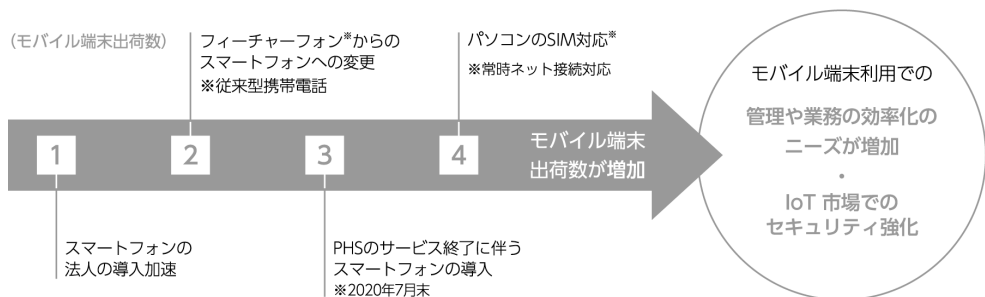 (モバイル端末出荷数)
フィーチャーフォン※からの
スマートフォンへの変更
※従来型携帯電話
パソコンのSIM対応※
※常時ネット接続対応
1
2
3
4
モバイル端末
出荷数が増加
スマートフォンの
法人の導入加速
PHSのサービス終了に伴う
スマートフォンの導入
※2020年7月末
モバイル端末利用での
管理や業務の効率化の
ニーズが増加
・
IoT 市場での
セキュリティ強化